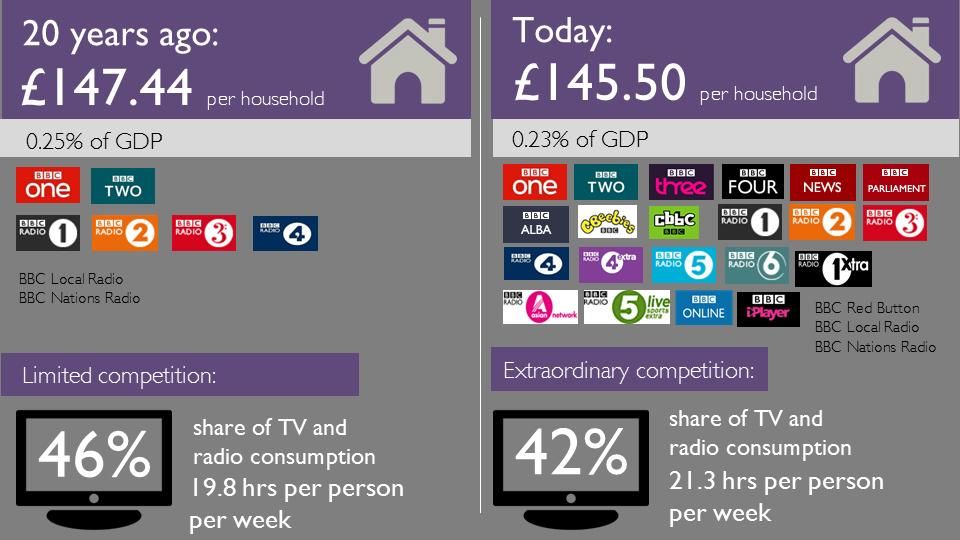 20 years ago:
£147.44 per household
0.25% of GDP
BBC one
BBC TWO
BBC RADIO 1
BBC RADIO 2
BBC RADIO 3
BBC RADIO 4
BBC Local Radio
BBC Nations Radio
Limited competition:
46%
share of TV and
radio consumption
19.8 hrs per person
per week
Today:
£145.50 per household
0.23% of GDP
BBC one
BBC TWO
BBC three
BBC FOUR
BBC NEWS
BBC PARLIAMENT
BBC ALBA
CBeebies BBC
cbbc BBC
BBC RADIO 1
BBC RADIO 2
BBC RADIO 3
BBC RADIO 4
BBC RADIO 4 extra
BBC RADIO 5
BBC RADIO 6
BBC RADIO 1Xtra
BBC RADIO asian network
BBC RADIO 5 live sports extra
BBC ONLINE
BBC iPlayer
BBC Red Button
BBC Local Radio
BBC Nations Radio
Extraordinary competition:
42%
share of TV and
radio consumption
21.3 hrs per person
per week